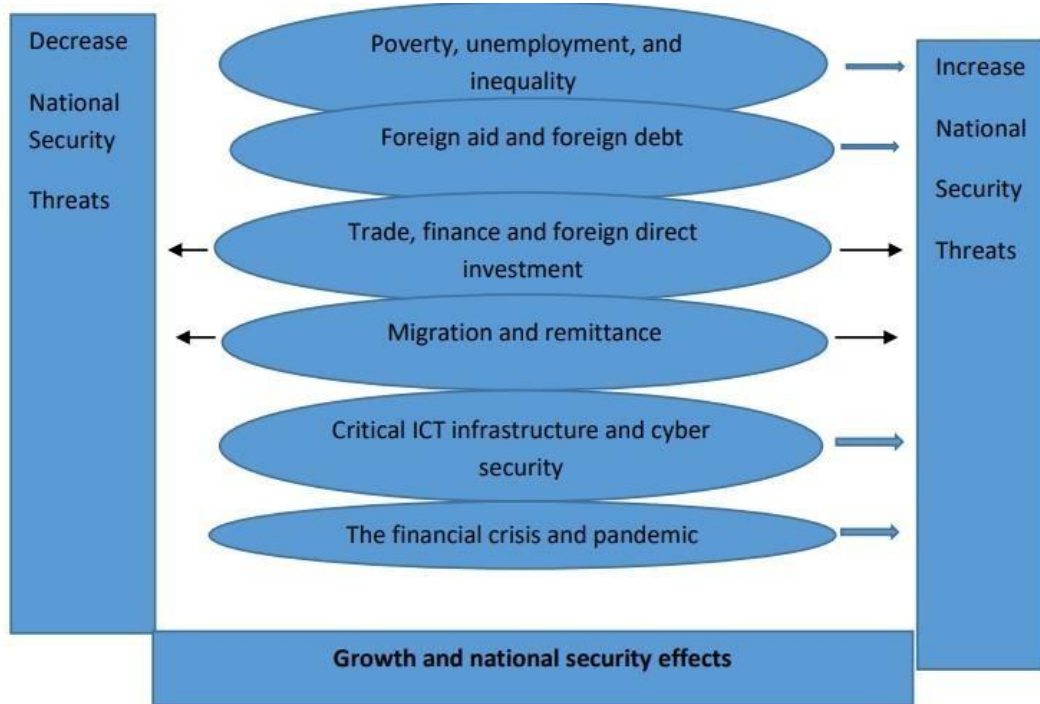 Decrease
National
Security
Threats
Poverty, unemployment, and
inequality
Foreign aid and foreign debt
Trade, finance and foreign direct
investment
Migration and remittance
Critical ICT infrastructure and cyber
security
The financial crisis and pandemic
Increase
National
Security
Threats
Growth and national security effects